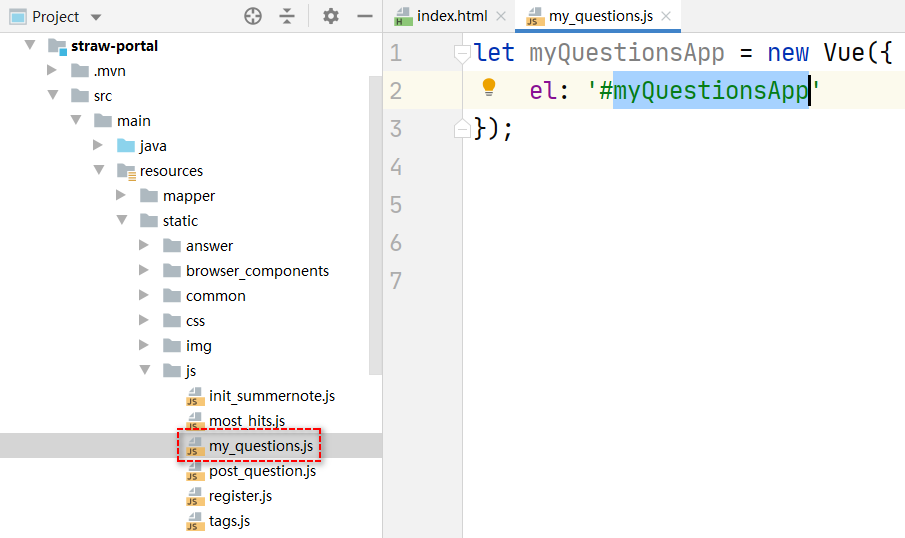 Project
straw-portal
.mvn
src
main
java
resources
mapper
static
answer
browser_components
common
css
img
js
init_summernote.js
most_hits.js
my_questions.js
post_question.js
register.js
tags.js
index.html
my_questions.js
1 let myQuestionsApp = new Vue({
2 el: '#myQuestionsApp'
3 });
4
5
6
7